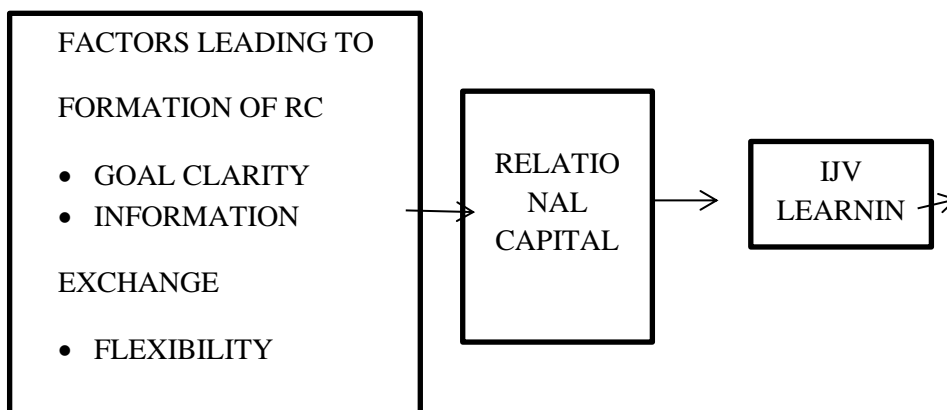 FACTORS LEADING TO
FORMATION OF RC
• GOAL CLARITY
• INFORMATION
EXCHANGE
• FLEXIBILITY
RELATIO
NAL
CAPITAL
IJV
LEARNIN